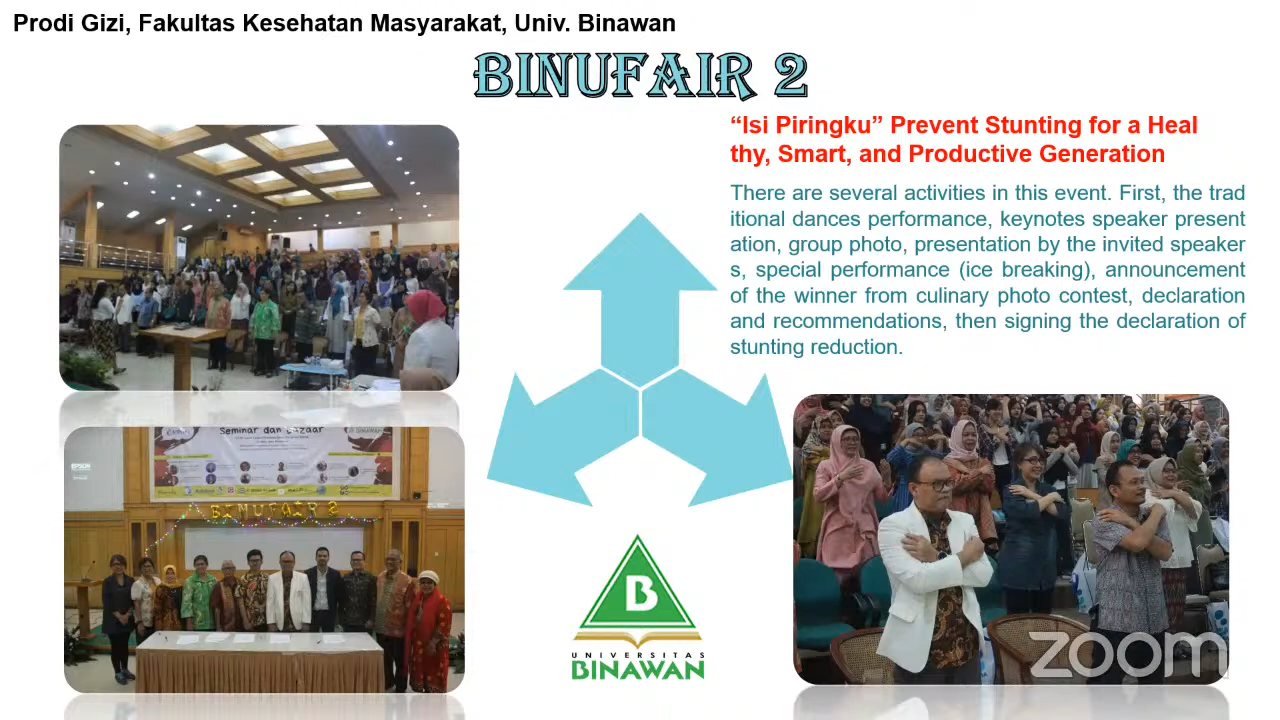 Prodi Gizi, Fakultas Kesehatan Masyarakat, Univ. Binawan
BINUFAIR 2
“Isi Piringku” Prevent Stunting for a Heal
thy, Smart, and Productive Generation
There are several activities in this event. First, the trad
itional dances performance, keynotes speaker present
ation, group photo, presentation by the invited speaker
s, special performance (ice breaking), announcement
of the winner from culinary photo contest, declaration
and recommendations, then signing the declaration of
stunting reduction.
Seminar dan Bazaar
BINAWAN
BINUFAIR 2
B
UNIVERSITAS
BINAWAN
zoom